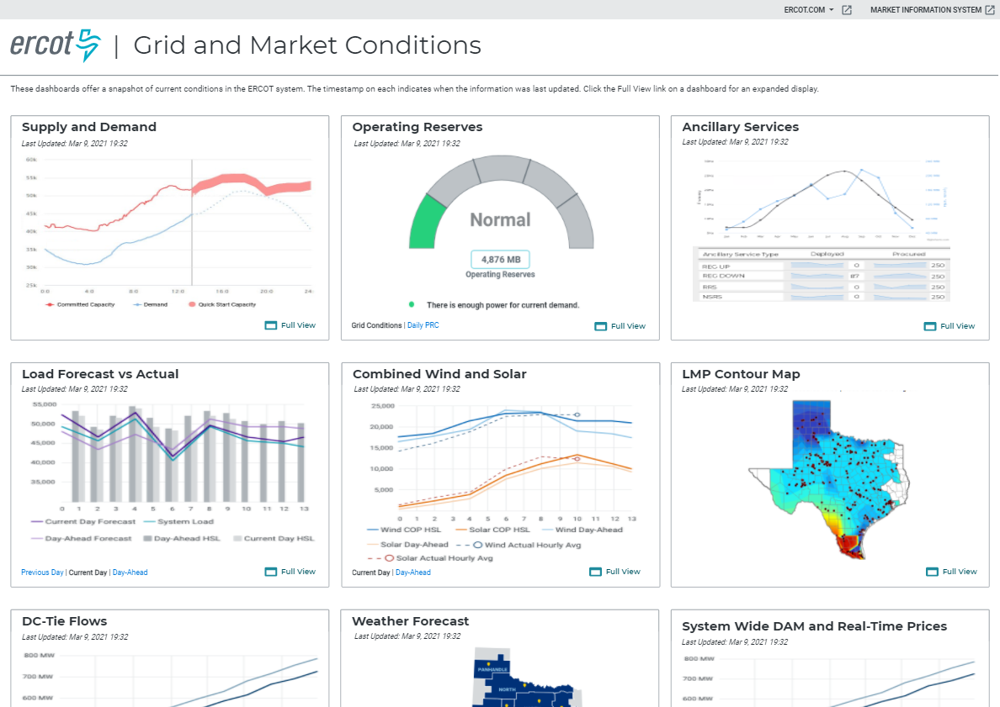 ERCOT.COM
MARKET INFORMATION SYSTEM
ercot | Grid and Market Conditions
These dashboards offer a snapshot of current conditions in the ERCOT system. The timestamp on each indicates when the information was last updated. Click the Full View link on a dashboard for an expanded display.
Supply and Demand
Last Updated: Mar 9, 2021 19:32
60k
55k
50k
45k
40k
35k
30k
25k
0:0 4:0 8:0 12:0 16:0 20:0 24:
Committed Capacity Demand Quick Start Capacity
Full View
Operating Reserves
Last Updated: Mar 9, 2021 19:32
Normal
4,876 MB
Operating Reserves
There is enough power for current demand.
Grid Conditions | Daily PRC
Full View
Ancillary Services
Last Updated: Mar 9, 2021 19:32
Ancillary Service Type Deployed Procured
REG UP 0 250
REG DOWN 87 250
RRS 0 250
NSRS 0 250
Full View
Load Forecast vs Actual
Last Updated: Mar 9, 2021 19:32
55,000
50,000
45,000
40,000
35,000
0 1 2 3 4 5 6 7 8 9 10 11 12 13
Current Day Forecast System Load
Day-Ahead Forecast Day-Ahead HSL Current Day HSL
Previous Day | Current Day | Day-Ahead
Full View
Combined Wind and Solar
Last Updated: Mar 9, 2021 19:32
25,000
20,000
15,000
10,000
5,000
0 1 2 3 4 5 6 7 8 9 10 11 12 13
Wind COP HSL Solar COP HSL Wind Day-Ahead
Solar Day-Ahead Wind Actual Hourly Avg
Solar Actual Hourly Avg
Current Day | Day-Ahead
Full View
LMP Contour Map
Last Updated: Mar 9, 2021 19:32
Full View
DC-Tie Flows
Last Updated: Mar 9, 2021 19:32
800 MW
700 MW
600 MW
Weather Forecast
Last Updated: Mar 9, 2021 19:32
PANHANDLE
NORTH
System Wide DAM and Real-Time Prices
Last Updated: Mar 9, 2021 19:32
800 MW
700 MW
600 MW